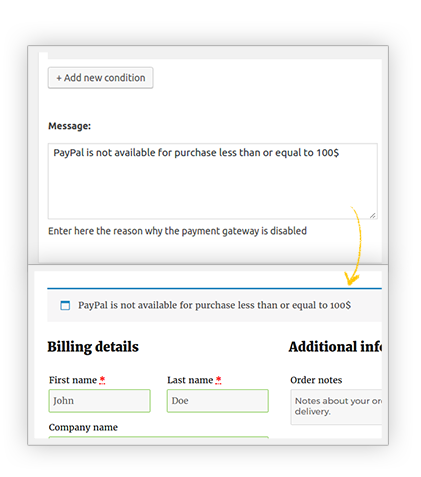 + Add new condition
Message:
PayPal is not available for purchase less than or equal to 100$
Enter here the reason why the payment gateway is disabled
PayPal is not available for purchase less than or equal to 100$
Billing details
Additional info
First name *
Last name *
Order notes
John
Doe
Notes about your
delivery.
Company name